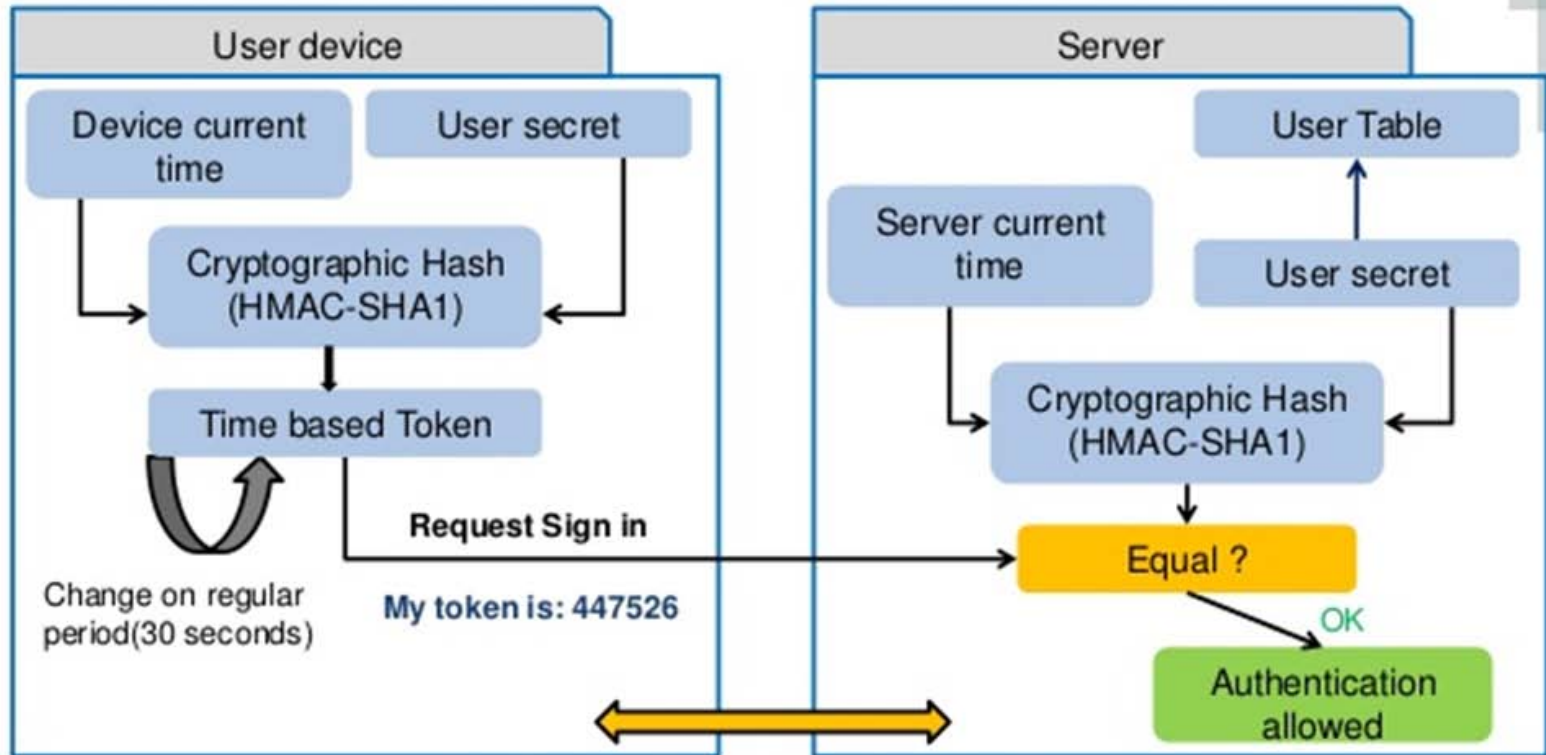 User device
Device current
time
User secret
Cryptographic Hash
(HMAC-SHA1)
Time based Token
Change on regular
period(30 seconds)
Request Sign in
My token is: 447526
Server
User Table
Server current
time
User secret
Cryptographic Hash
(HMAC-SHA1)
Equal ?
OK
Authentication
allowed